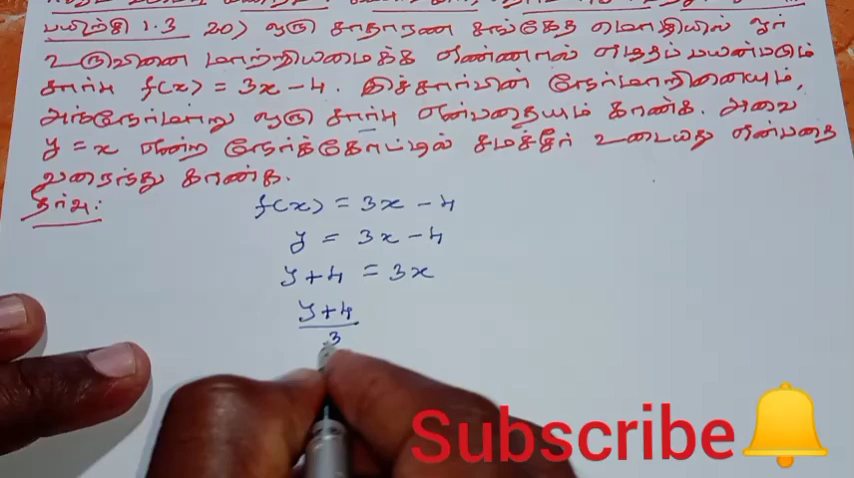 பயிற்சி 1.3 20) ஒரு சாதாரண சங்கேத மொழியில் ஓர்
உருவினை மாற்றியமைக்க எண்ணால் எழுதப் பயன்படும்
சார்பு f(x) = 3x - 4. இச்சார்பின் நேர்மாறினையும்,
அந்நேர்மாறு ஒரு சார்பு என்பதையும் காண்க. அவை
y = x என்ற நேர்க்கோட்டில் சமச்சீர் உடையது என்பதை
வரைந்து காண்க.
தீர்வு:
f(x) = 3x - 4
y = 3x - 4
y + 4 = 3x
y + 4
3
Subscribe